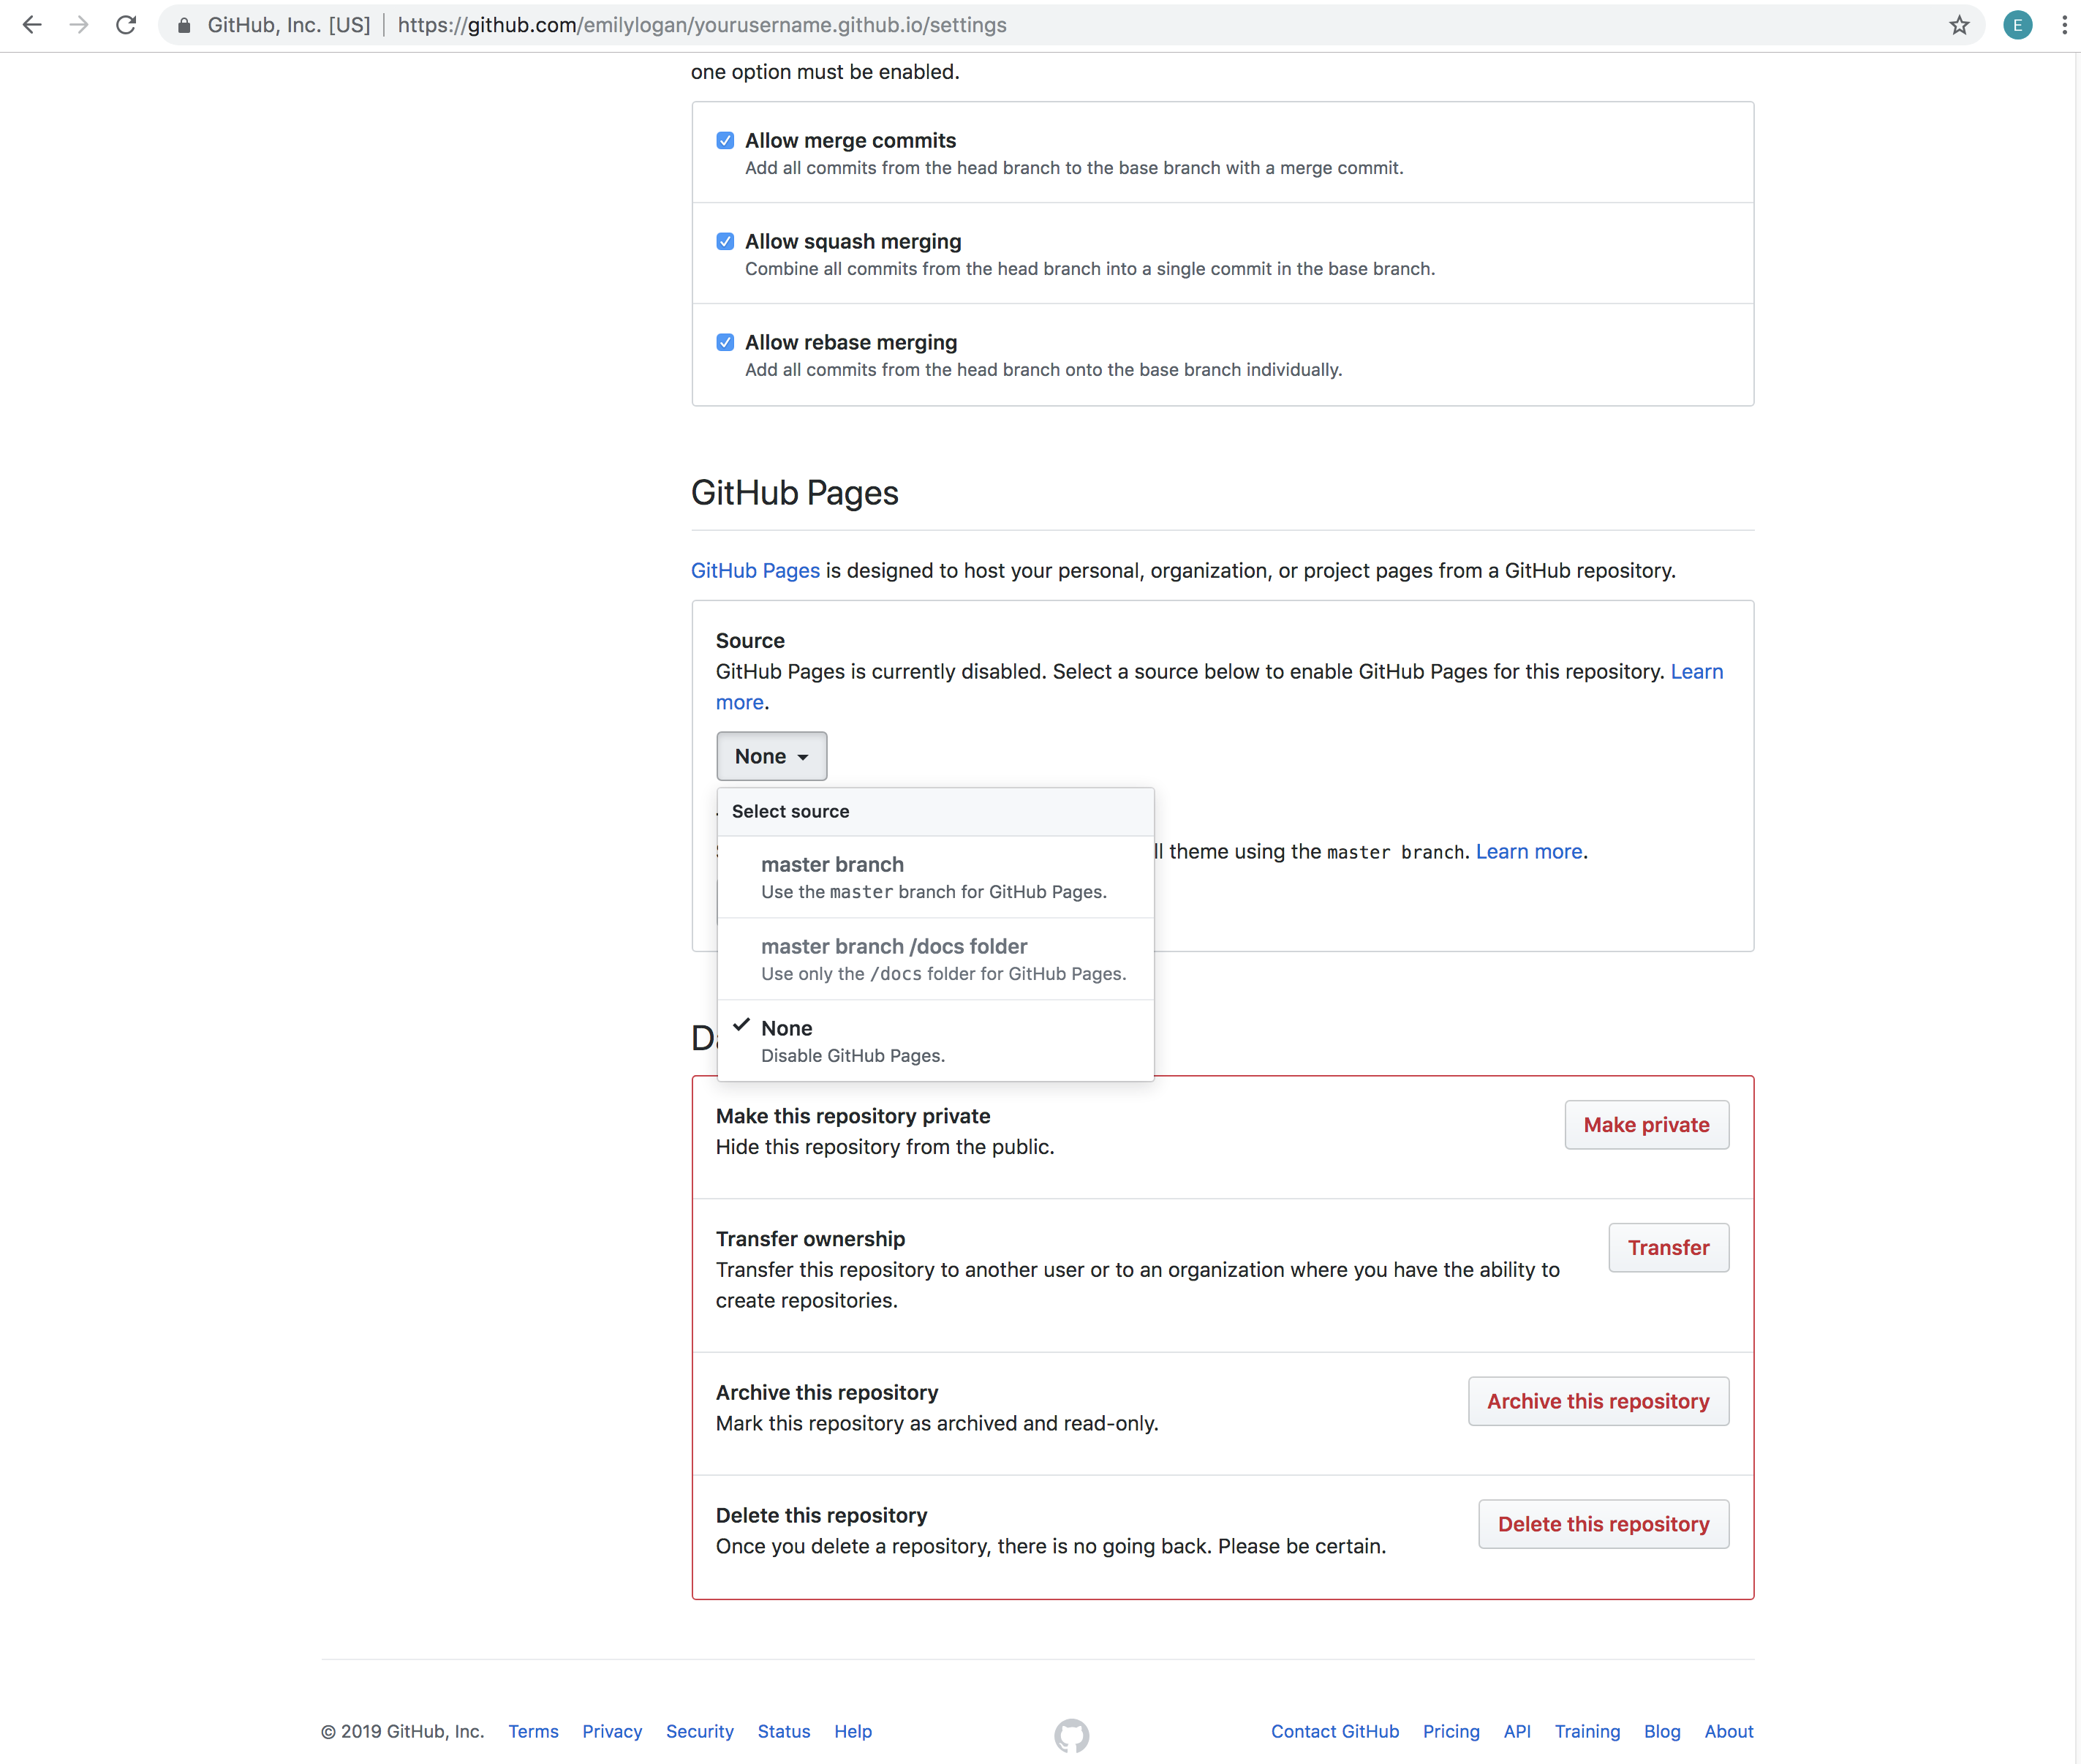 GitHub, Inc. [US] | https://github.com/emilylogan/yourusername.github.io/settings
E
one option must be enabled.
Allow merge commits
Add all commits from the head branch to the base branch with a merge commit.
Allow squash merging
Combine all commits from the head branch into a single commit in the base branch.
Allow rebase merging
Add all commits from the head branch onto the base branch individually.
GitHub Pages
GitHub Pages is designed to host your personal, organization, or project pages from a GitHub repository.
Source
GitHub Pages is currently disabled. Select a source below to enable GitHub Pages for this repository. Learn
more.
None
Select source
master branch
Use the master branch for GitHub Pages.
theme using the master branch. Learn more.
master branch /docs folder
Use only the /docs folder for GitHub Pages.
None
Disable GitHub Pages.
Make this repository private
Hide this repository from the public.
Make private
Transfer ownership
Transfer this repository to another user or to an organization where you have the ability to
create repositories.
Transfer
Archive this repository
Mark this repository as archived and read-only.
Archive this repository
Delete this repository
Once you delete a repository, there is no going back. Please be certain.
Delete this repository
© 2019 GitHub, Inc. Terms Privacy Security Status Help Contact GitHub Pricing API Training Blog About